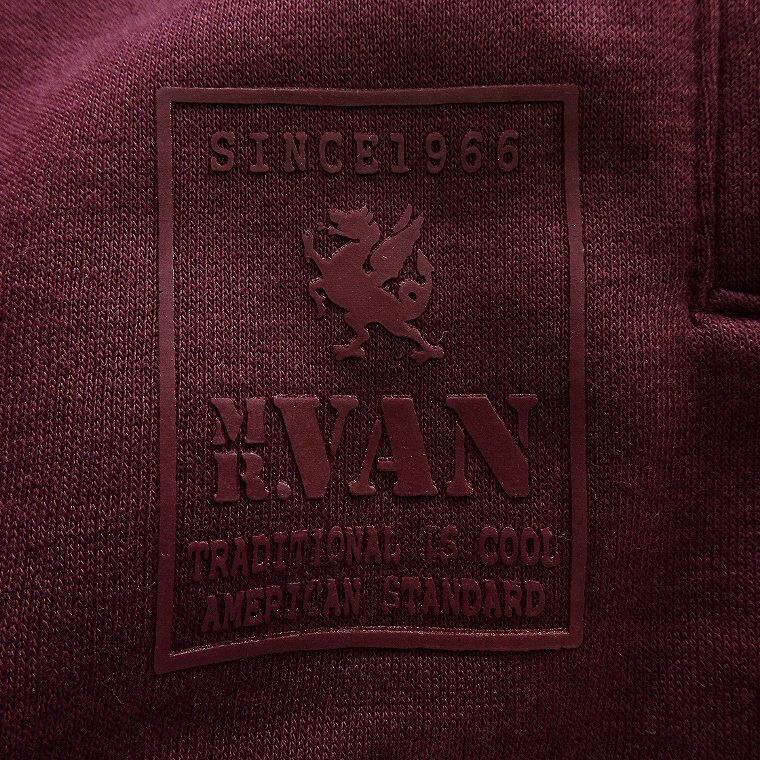 SINCE1966
MR.VAN
TRADITIONAL iS COOL
AMERICAN STANDARD